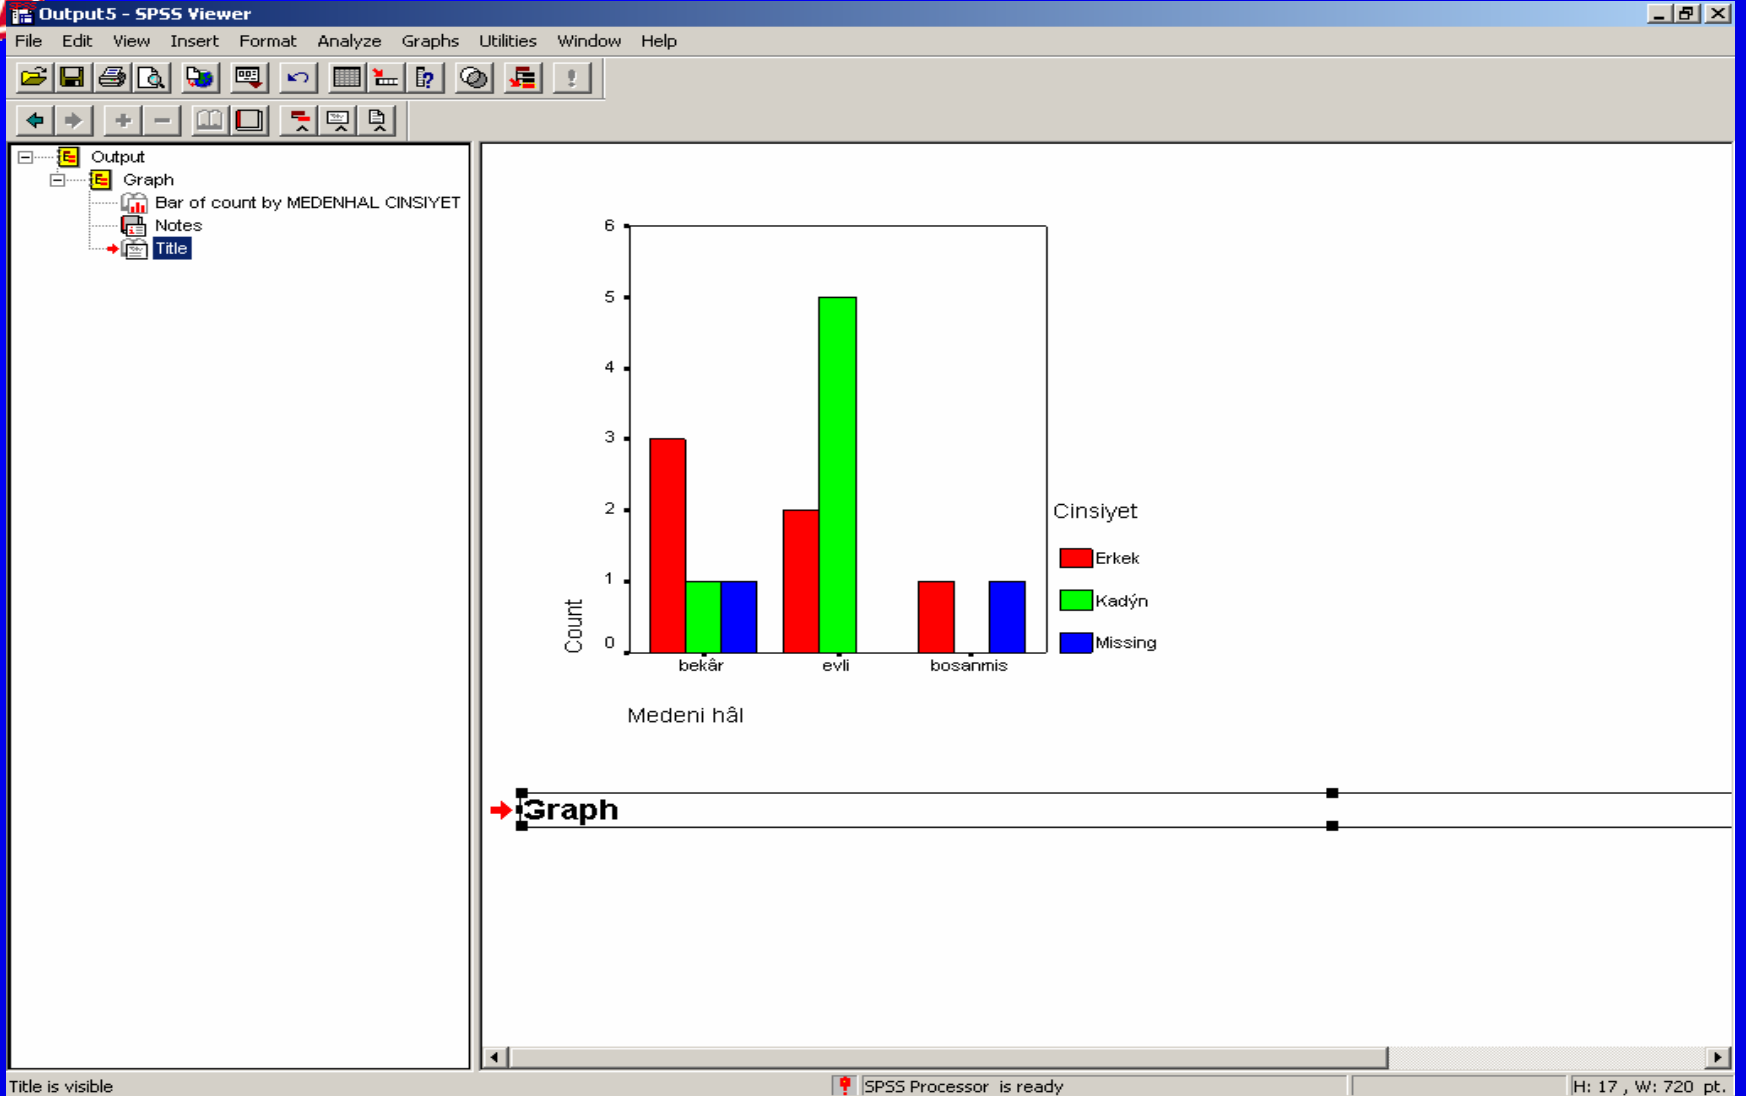 Output5 - SPSS Viewer
File Edit View Insert Format Analyze Graphs Utilities Window Help
Output
Graph
Bar of count by MEDENHAL CINSIYET
Notes
Title
6
5
4
3
2
1
0
Count
bekâr evli bosanmis
Medeni hâl
Cinsiyet
Erkek
Kadýn
Missing
Graph
Title is visible
SPSS Processor is ready
H: 17 , W: 720 pt.